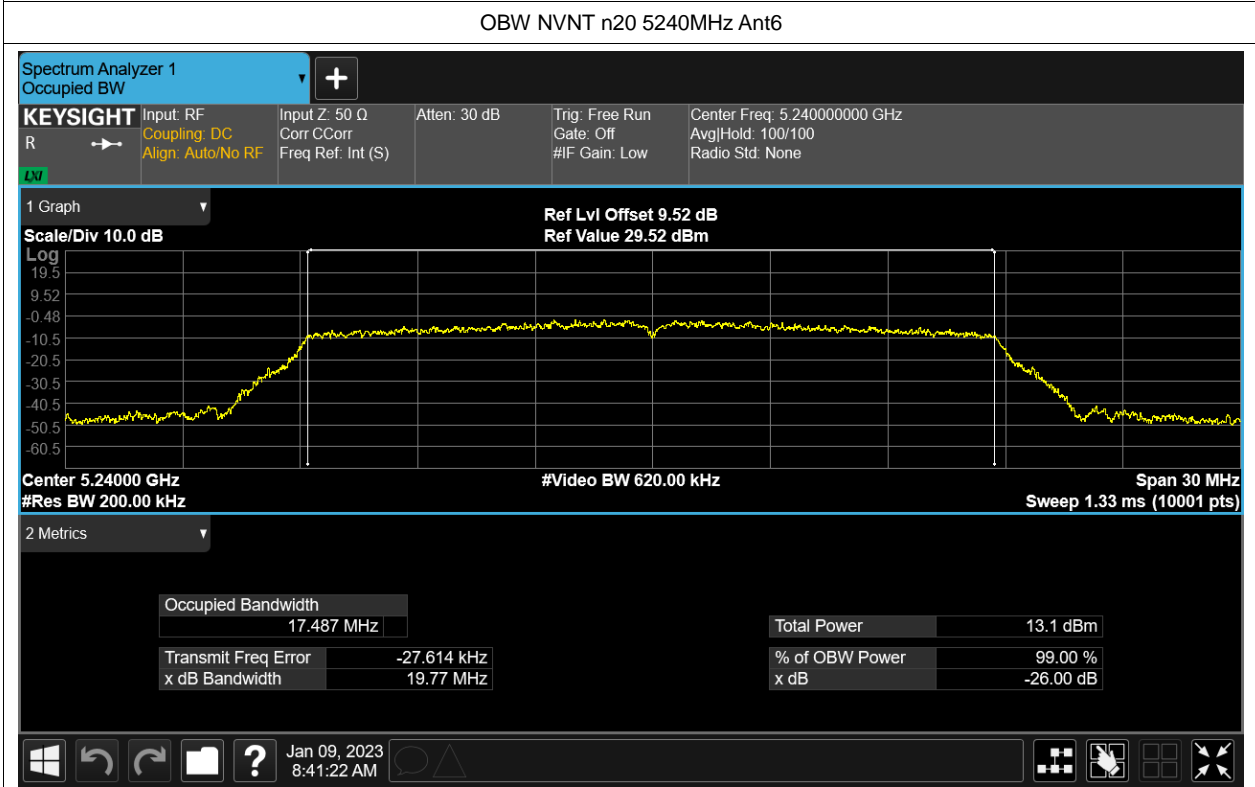 OBW NVNT n20 5240MHz Ant6
Spectrum Analyzer 1
Occupied BW
KEYSIGHT
R
LXI
Input: RF
Coupling: DC
Align: Auto/No RF
Input Z: 50 Ω
Corr CCorr
Freq Ref: Int (S)
Atten: 30 dB
Trig: Free Run
Gate: Off
#IF Gain: Low
Center Freq: 5.240000000 GHz
Avg|Hold: 100/100
Radio Std: None
1 Graph
Ref Lvl Offset 9.52 dB
Scale/Div 10.0 dB
Ref Value 29.52 dBm
Log
19.5
9.52
-0.48
-10.5
-20.5
-30.5
-40.5
-50.5
-60.5
Center 5.24000 GHz
#Video BW 620.00 kHz
Span 30 MHz
#Res BW 200.00 kHz
Sweep 1.33 ms (10001 pts)
2 Metrics
Occupied Bandwidth
17.487 MHz
Total Power 13.1 dBm
Transmit Freq Error -27.614 kHz
% of OBW Power 99.00 %
x dB Bandwidth 19.77 MHz
x dB -26.00 dB
?
Jan 09, 2023
8:41:22 AM